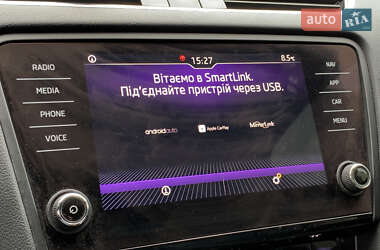 auto RIA
15:27
8.5°C
RADIO
MEDIA
PHONE
VOICE
Вітаємо в SmartLink.
Під'єднайте пристрій через USB.
androidauto
Apple CarPlay
MirrorLink
NAV
APP
CAR
MENU